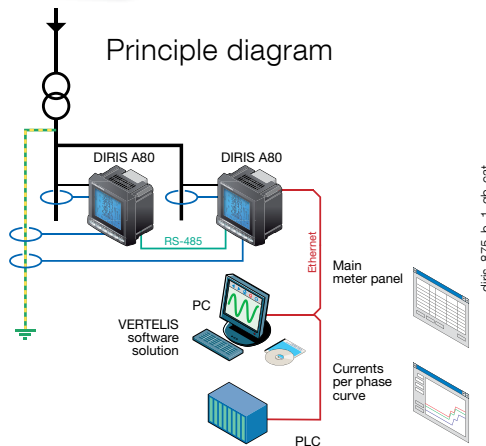 Principle diagram
DIRIS A80
DIRIS A80
RS-485
Ethernet
Main
meter panel
PC
VERTELIS
software
solution
Currents
per phase
curve
PLC